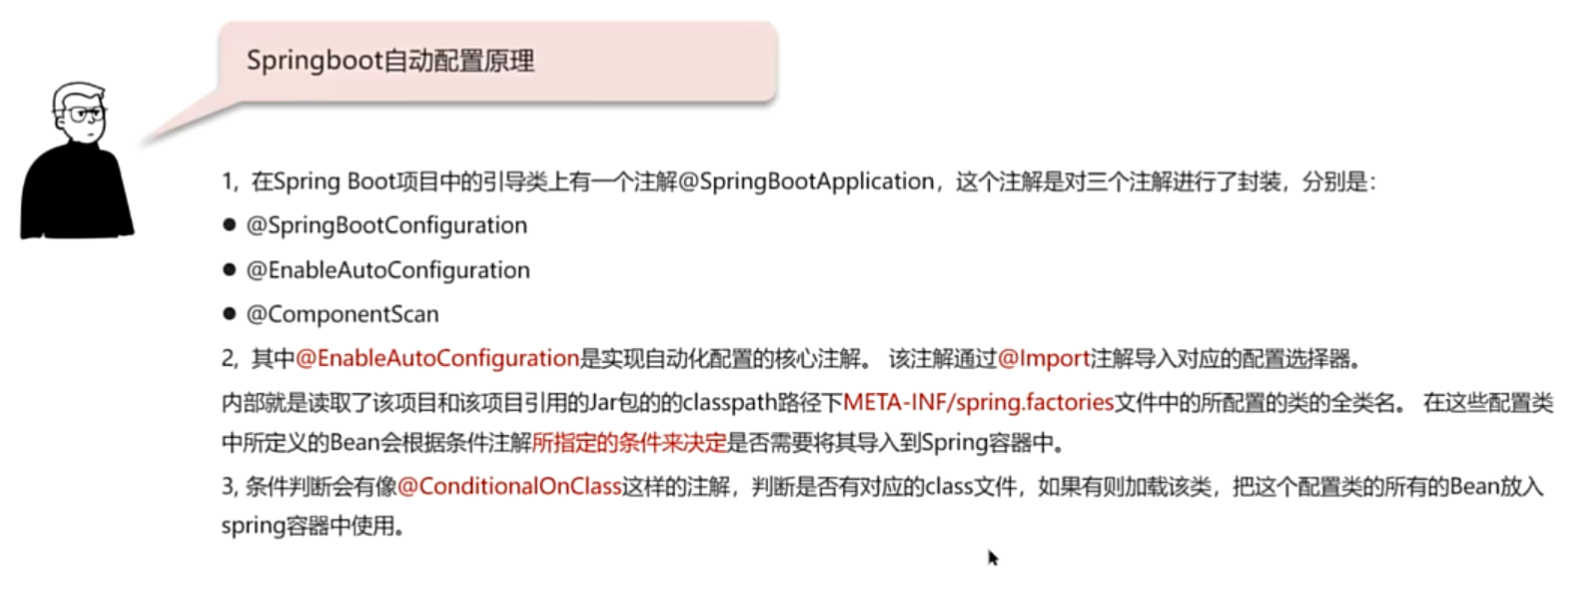 Springboot自动配置原理
1, 在Spring Boot项目中的引导类上有一个注解@SpringBootApplication，这个注解是对三个注解进行了封装，分别是：
● @SpringBootConfiguration
● @EnableAutoConfiguration
● @ComponentScan
2, 其中@EnableAutoConfiguration是实现自动化配置的核心注解。 该注解通过@Import注解导入对应的配置选择器。
内部就是读取了该项目和该项目引用的Jar包的的classpath路径下META-INF/spring.factories文件中的所配置的类的全类名。 在这些配置类
中所定义的Bean会根据条件注解所指定的条件来决定是否需要将其导入到Spring容器中。
3, 条件判断会有像@ConditionalOnClass这样的注解，判断是否有对应的class文件，如果有则加载该类，把这个配置类的所有的Bean放入
spring容器中使用。